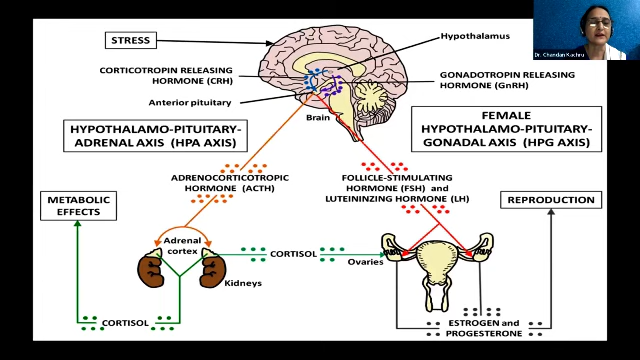 STRESS
Hypothalamus
CORTICOTROPIN RELEASING
HORMONE (CRH)
GONADOTROPIN RELEASING
HORMONE (GnRH)
Anterior pituitary
Brain
HYPOTHALAMO-PITUITARY-
ADRENAL AXIS (HPA AXIS)
FEMALE
HYPOTHALAMO-PITUITARY-
GONADAL AXIS (HPG AXIS)
ADRENOCORTICOTROPIC
HORMONE (ACTH)
FOLLICLE-STIMULATING
HORMONE (FSH) and
LUTEININZING HORMONE (LH)
METABOLIC
EFFECTS
REPRODUCTION
Adrenal
cortex
CORTISOL
Ovaries
Kidneys
CORTISOL
ESTROGEN and
PROGESTERONE
Dr. Chandan Kachru